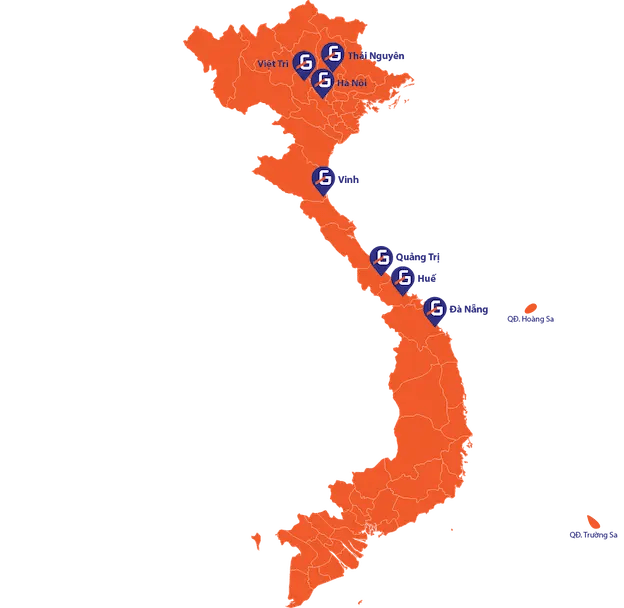 Thái Nguyên
Việt Trì
Hà Nội
Vinh
Quảng Trị
Huế
Đà Nẵng
QĐ. Hoàng Sa
QĐ. Trường Sa